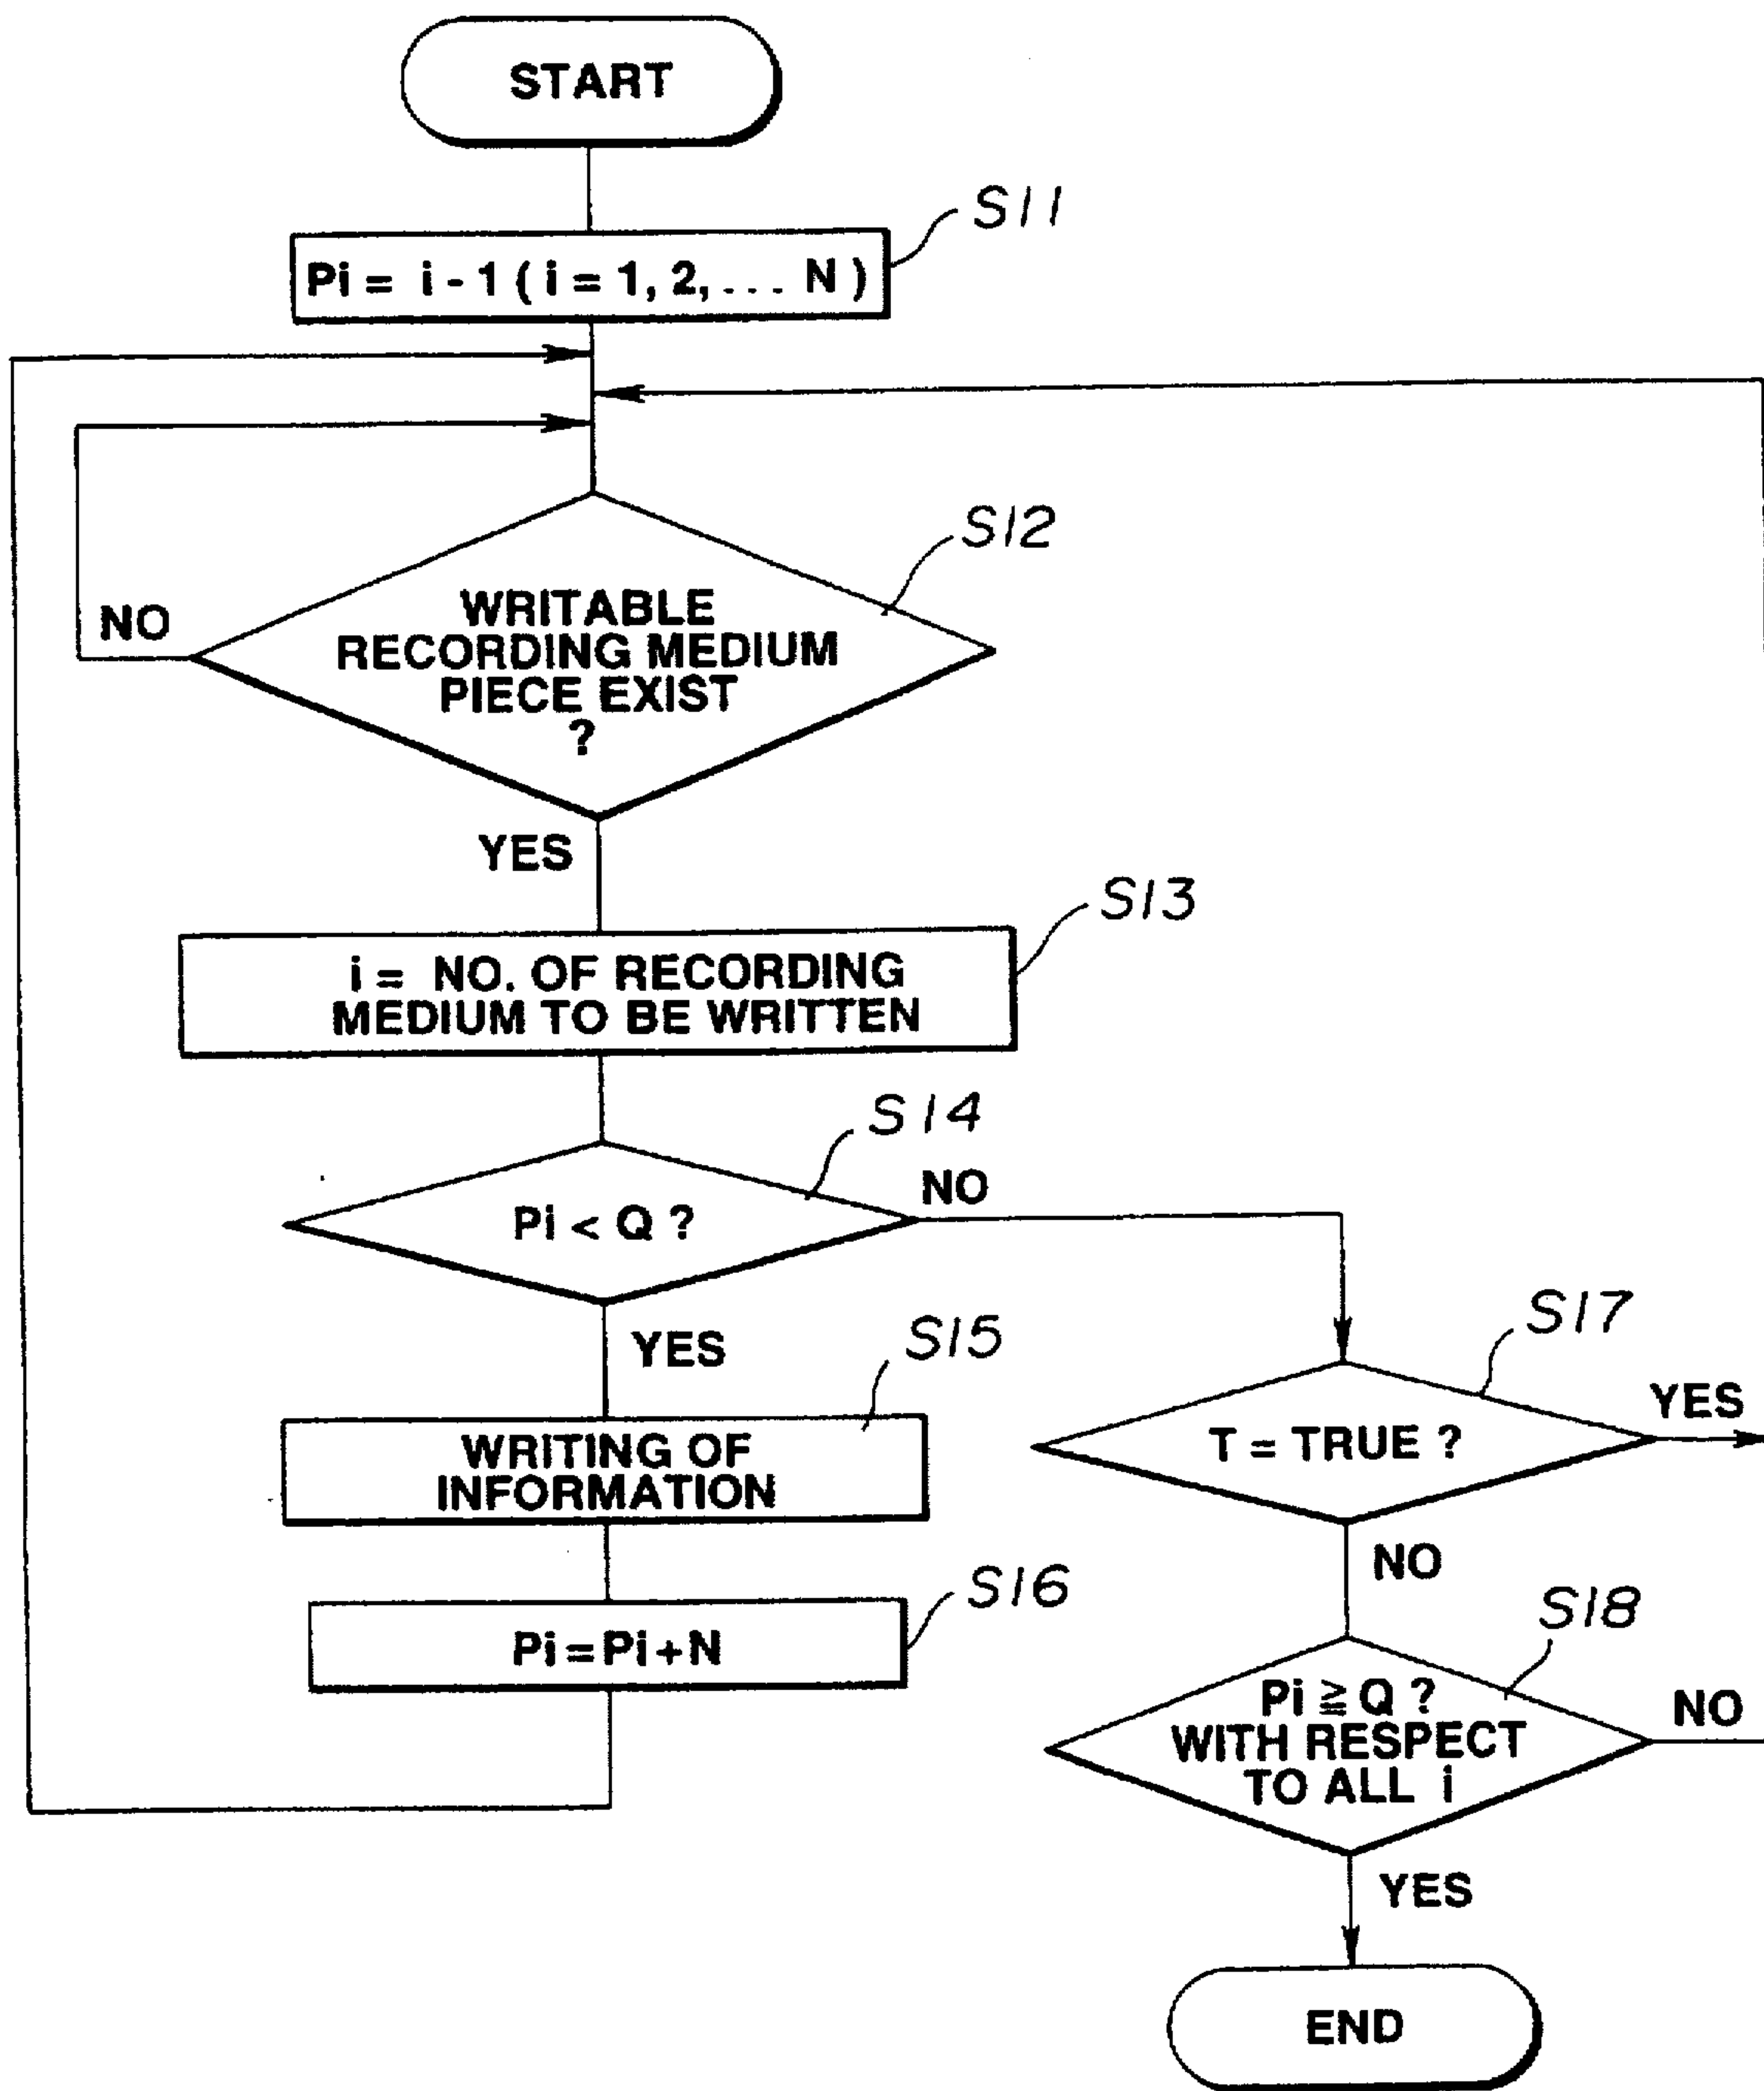 START
S11
Pi = i - 1 ( i = 1, 2, ... N )
S12
NO
WRITABLE
RECORDING MEDIUM
PIECE EXIST
?
YES
S13
i = NO. OF RECORDING
MEDIUM TO BE WRITTEN
S14
NO
Pi < Q ?
YES
S15
S17
YES
T = TRUE ?
WRITING OF
INFORMATION
NO
S16
S18
Pi = Pi + N
Pi ≧ Q ?
WITH RESPECT
TO ALL i
NO
YES
END